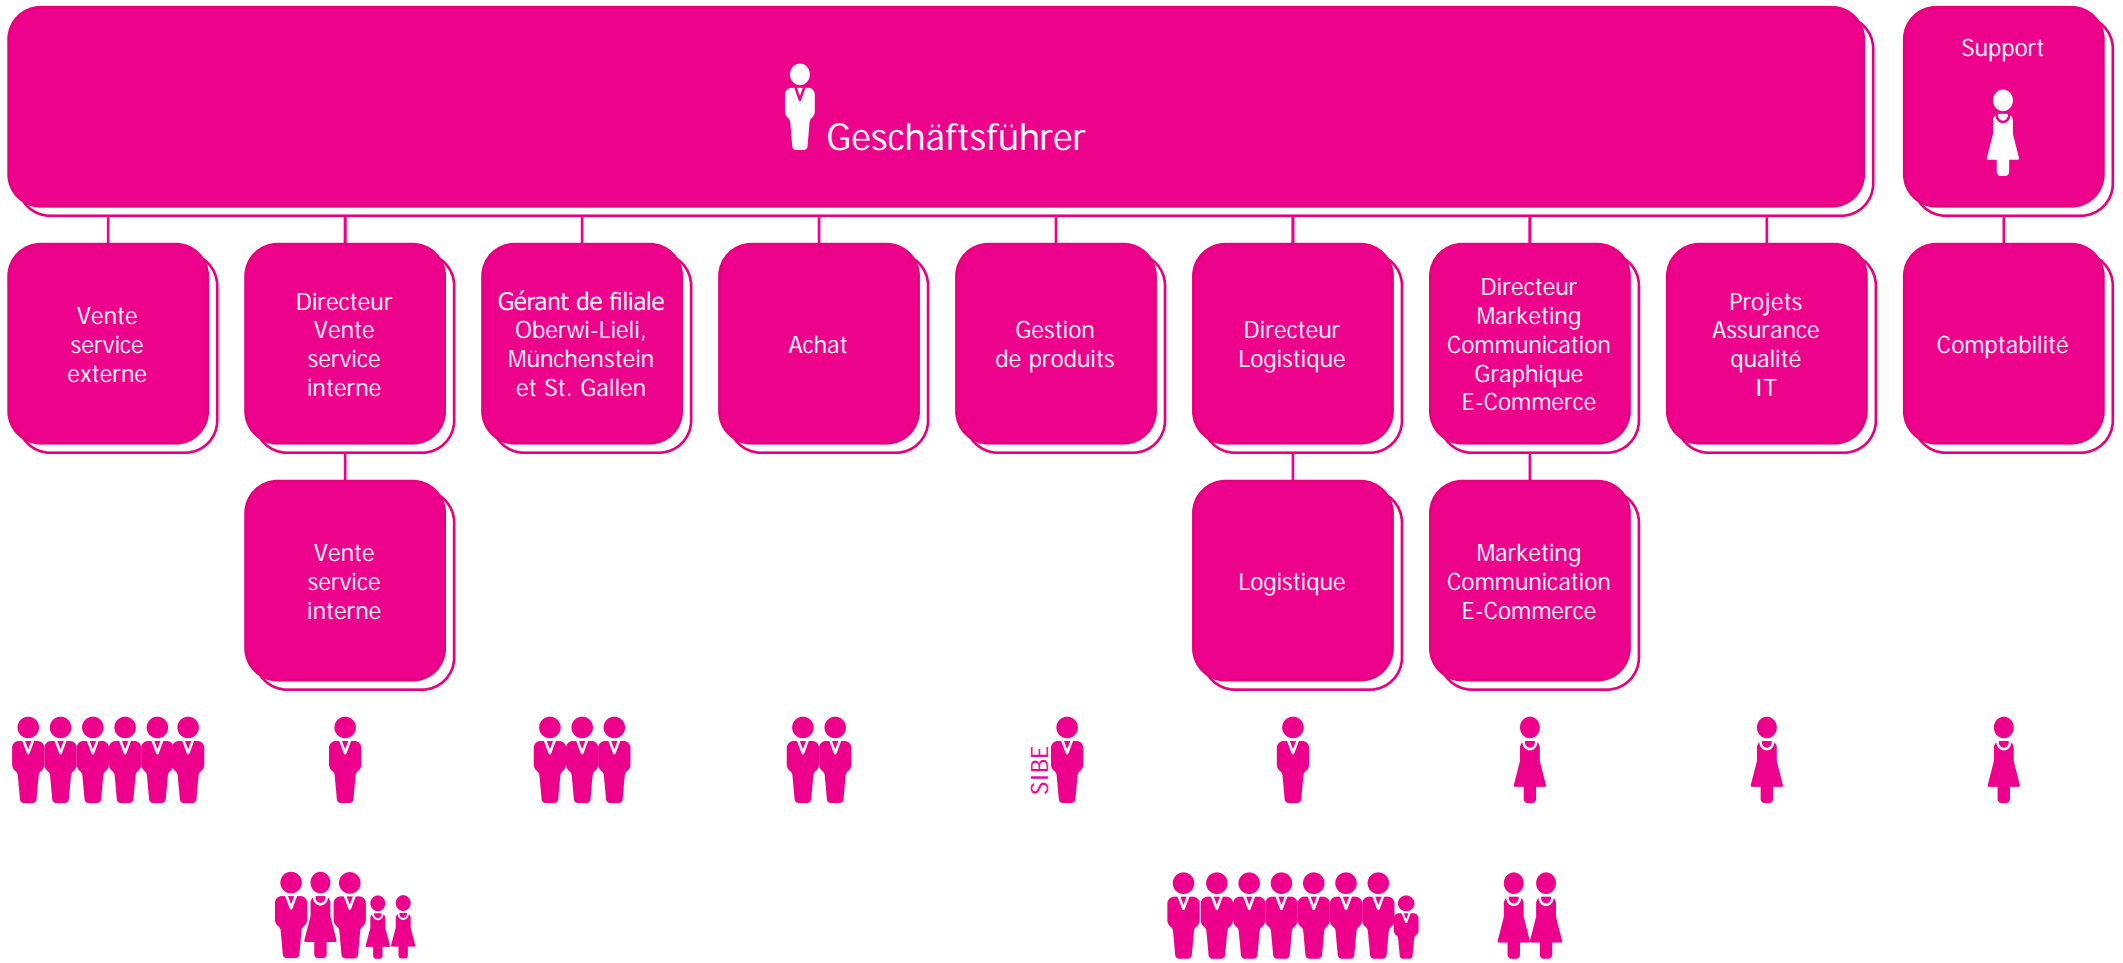 Geschäftsführer
Support
Vente
service
externe
Directeur
Vente
service
interne
Gérant de filiale
Oberwi-Lieli,
Münchenstein
et St. Gallen
Achat
Gestion
de produits
Directeur
Logistique
Directeur
Marketing
Communication
Graphique
E-Commerce
Projets
Assurance
qualité
IT
Comptabilité
Vente
service
interne
Logistique
Marketing
Communication
E-Commerce
SIBE